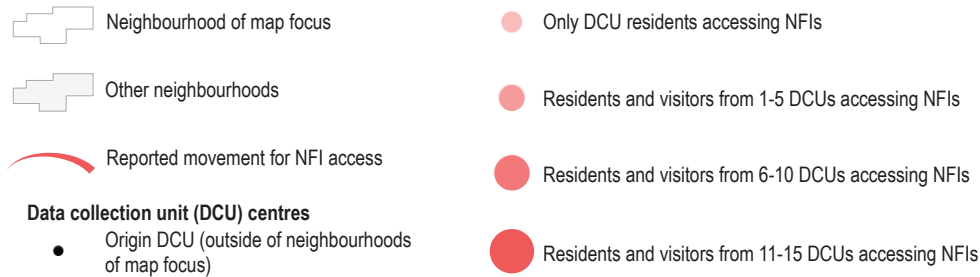 Neighbourhood of map focus
Other neighbourhoods
Reported movement for NFI access
Data collection unit (DCU) centres
Origin DCU (outside of neighbourhoods
of map focus)
Only DCU residents accessing NFIs
Residents and visitors from 1-5 DCUs accessing NFIs
Residents and visitors from 6-10 DCUs accessing NFIs
Residents and visitors from 11-15 DCUs accessing NFIs